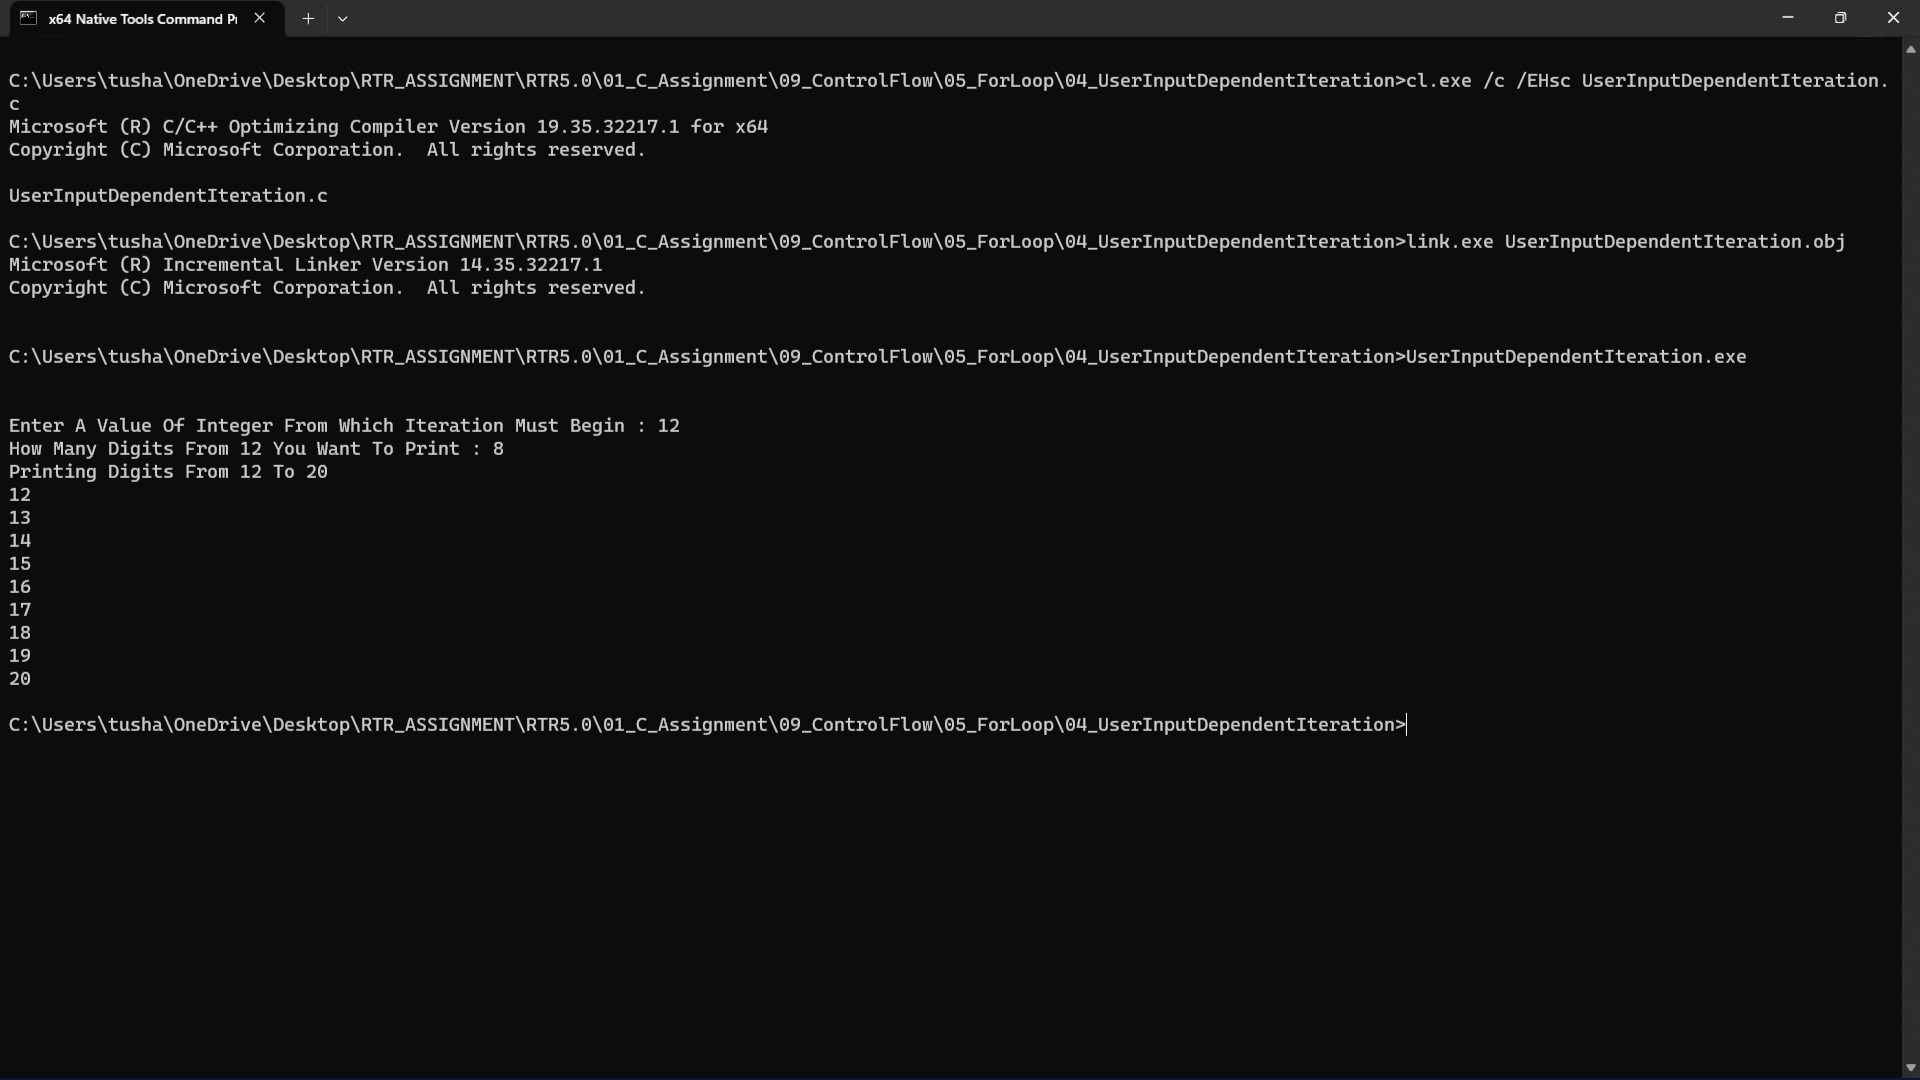 x64 Native Tools Command P
C:\Users\tusha\OneDrive\Desktop\RTR_ASSIGNMENT\RTR5.0\01_C_Assignment\09_ControlFlow\05_ForLoop\04_UserInputDependentIteration>cl.exe /c /EHsc UserInputDependentIteration.
c
Microsoft (R) C/C++ Optimizing Compiler Version 19.35.32217.1 for x64
Copyright (C) Microsoft Corporation.  All rights reserved.
UserInputDependentIteration.c
C:\Users\tusha\OneDrive\Desktop\RTR_ASSIGNMENT\RTR5.0\01_C_Assignment\09_ControlFlow\05_ForLoop\04_UserInputDependentIteration>link.exe UserInputDependentIteration.obj
Microsoft (R) Incremental Linker Version 14.35.32217.1
Copyright (C) Microsoft Corporation.  All rights reserved.
C:\Users\tusha\OneDrive\Desktop\RTR_ASSIGNMENT\RTR5.0\01_C_Assignment\09_ControlFlow\05_ForLoop\04_UserInputDependentIteration>UserInputDependentIteration.exe
Enter A Value Of Integer From Which Iteration Must Begin : 12
How Many Digits From 12 You Want To Print : 8
Printing Digits From 12 To 20
12
13
14
15
16
17
18
19
20
C:\Users\tusha\OneDrive\Desktop\RTR_ASSIGNMENT\RTR5.0\01_C_Assignment\09_ControlFlow\05_ForLoop\04_UserInputDependentIteration>